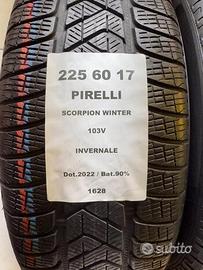 225 60 17
PIRELLI
SCORPION WINTER
103V
INVERNALE
Dot.2022 / Bat.90%
1628
subito